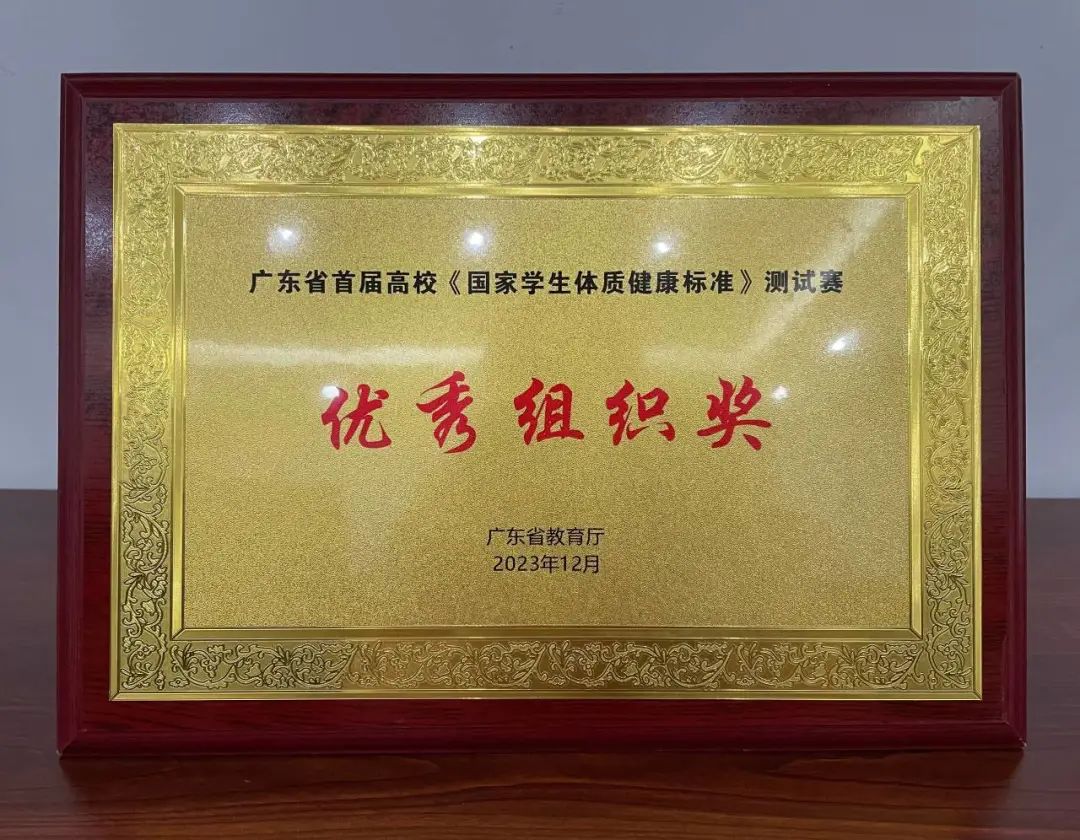 广东省首届高校《国家学生体质健康标准》测试赛
优秀组织奖
广东省教育厅
2023年12月